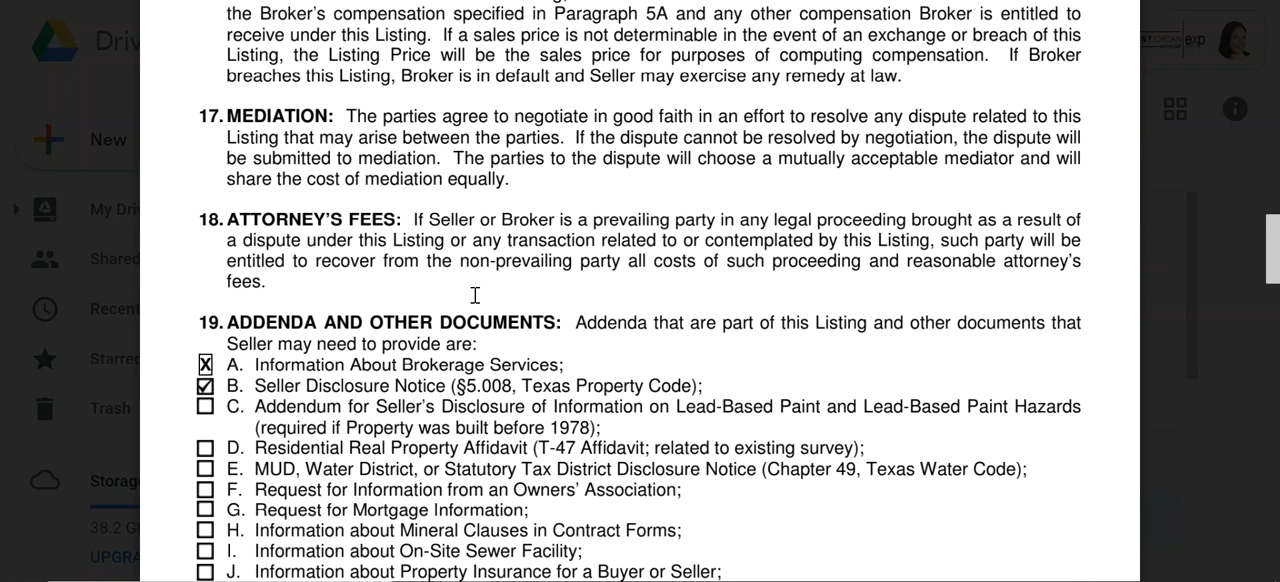 the Broker's compensation specified in Paragraph 5A and any other compensation Broker is entitled to
receive under this Listing. If a sales price is not determinable in the event of an exchange or breach of this
Listing, the Listing Price will be the sales price for purposes of computing compensation. If Broker
breaches this Listing, Broker is in default and Seller may exercise any remedy at law.
17. MEDIATION: The parties agree to negotiate in good faith in an effort to resolve any dispute related to this
Listing that may arise between the parties. If the dispute cannot be resolved by negotiation, the dispute will
be submitted to mediation. The parties to the dispute will choose a mutually acceptable mediator and will
share the cost of mediation equally.
18. ATTORNEY'S FEES: If Seller or Broker is a prevailing party in any legal proceeding brought as a result of
a dispute under this Listing or any transaction related to or contemplated by this Listing, such party will be
entitled to recover from the non-prevailing party all costs of such proceeding and reasonable attorney's
fees.
19. ADDENDA AND OTHER DOCUMENTS: Addenda that are part of this Listing and other documents that
Seller may need to provide are:
X A. Information About Brokerage Services;
B. Seller Disclosure Notice (§5.008, Texas Property Code);
C. Addendum for Seller's Disclosure of Information on Lead-Based Paint and Lead-Based Paint Hazards
(required if Property was built before 1978);
D. Residential Real Property Affidavit (T-47 Affidavit; related to existing survey);
E. MUD, Water District, or Statutory Tax District Disclosure Notice (Chapter 49, Texas Water Code);
F. Request for Information from an Owners' Association;
G. Request for Mortgage Information;
H. Information about Mineral Clauses in Contract Forms;
I. Information about On-Site Sewer Facility;
J. Information about Property Insurance for a Buyer or Seller;
Driv
New
My Driv
Shared
Recent
Starred
Trash
Storag
38.2 G
UPGRA
exp